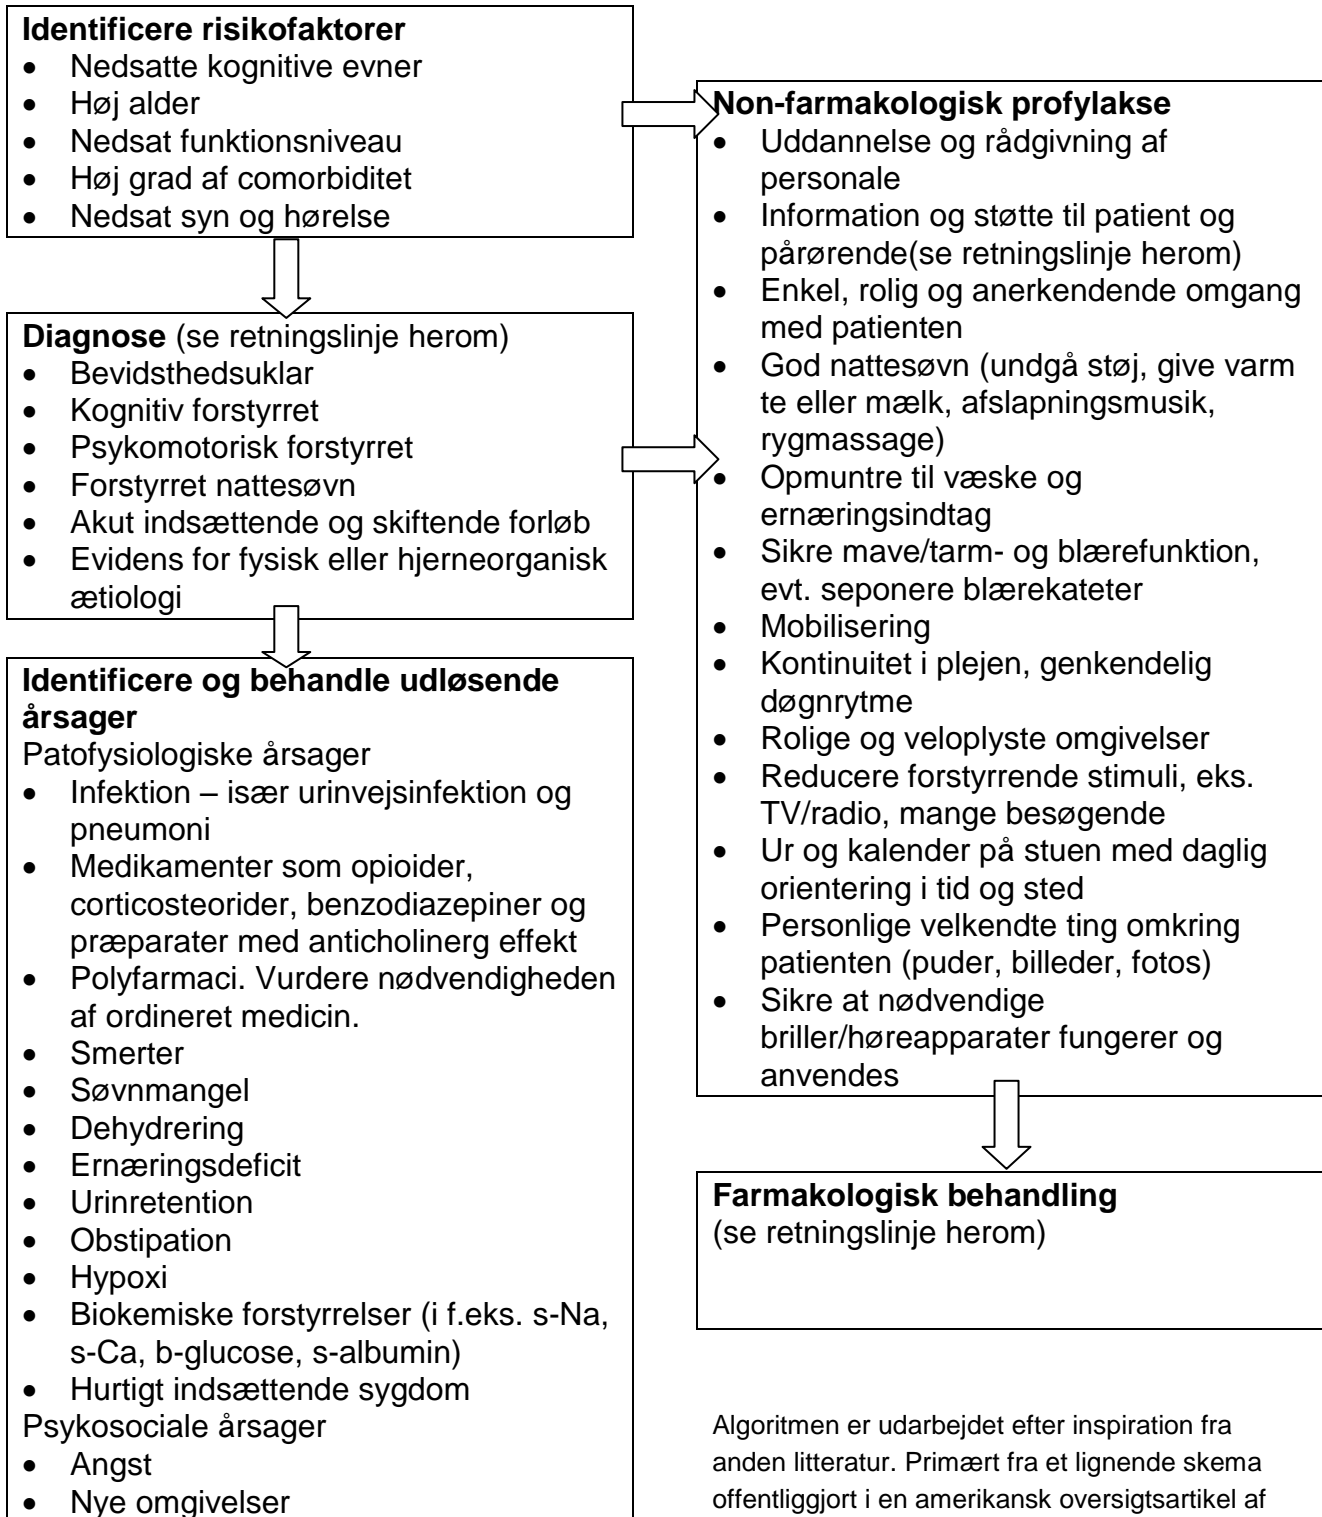 Identificere risikofaktorer
• Nedsatte kognitive evner
• Høj alder
• Nedsat funktionsniveau
• Høj grad af comorbiditet
• Nedsat syn og hørelse
Diagnose (se retningslinje herom)
• Bevidsthedsuklar
• Kognitiv forstyrret
• Psykomotorisk forstyrret
• Forstyrret nattesøvn
• Akut indsættende og skiftende forløb
• Evidens for fysisk eller hjerneorganisk
ætiologi
Identificere og behandle udløsende
årsager
Patofysiologiske årsager
• Infektion – især urinvejsinfektion og
pneumoni
• Medikamenter som opioider,
corticosteorider, benzodiazepiner og
præparater med anticholinerg effekt
• Polyfarmaci. Vurdere nødvendigheden
af ordineret medicin.
• Smerter
• Søvnmangel
• Dehydrering
• Ernæringsdeficit
• Urinretention
• Obstipation
• Hypoxi
• Biokemiske forstyrrelser (i f.eks. s-Na,
s-Ca, b-glucose, s-albumin)
• Hurtigt indsættende sygdom
Psykosociale årsager
• Angst
• Nye omgivelser
Non-farmakologisk profylakse
• Uddannelse og rådgivning af
personale
• Information og støtte til patient og
pårørende(se retningslinje herom)
• Enkel, rolig og anerkendende omgang
med patienten
• God nattesøvn (undgå støj, give varm
te eller mælk, afslapningsmusik,
rygmassage)
• Opmuntre til væske og
ernæringsindtag
• Sikre mave/tarm- og blærefunktion,
evt. seponere blærekateter
• Mobilisering
• Kontinuitet i plejen, genkendelig
døgnrytme
• Rolige og veloplyste omgivelser
• Reducere forstyrrende stimuli, eks.
TV/radio, mange besøgende
• Ur og kalender på stuen med daglig
orientering i tid og sted
• Personlige velkendte ting omkring
patienten (puder, billeder, fotos)
• Sikre at nødvendige
briller/høreapparater fungerer og
anvendes
Farmakologisk behandling
(se retningslinje herom)
Algoritmen er udarbejdet efter inspiration fra
anden litteratur. Primært fra et lignende skema
offentliggjort i en amerikansk oversigtsartikel af